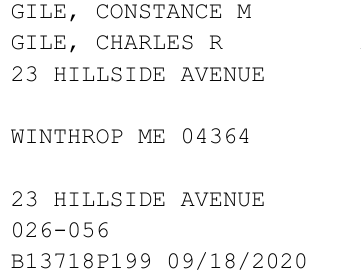 GILE, CONSTANCE M
GILE, CHARLES R
23 HILLSIDE AVENUE
WINTHROP ME 04364
23 HILLSIDE AVENUE
026-056
B13718P199 09/18/2020